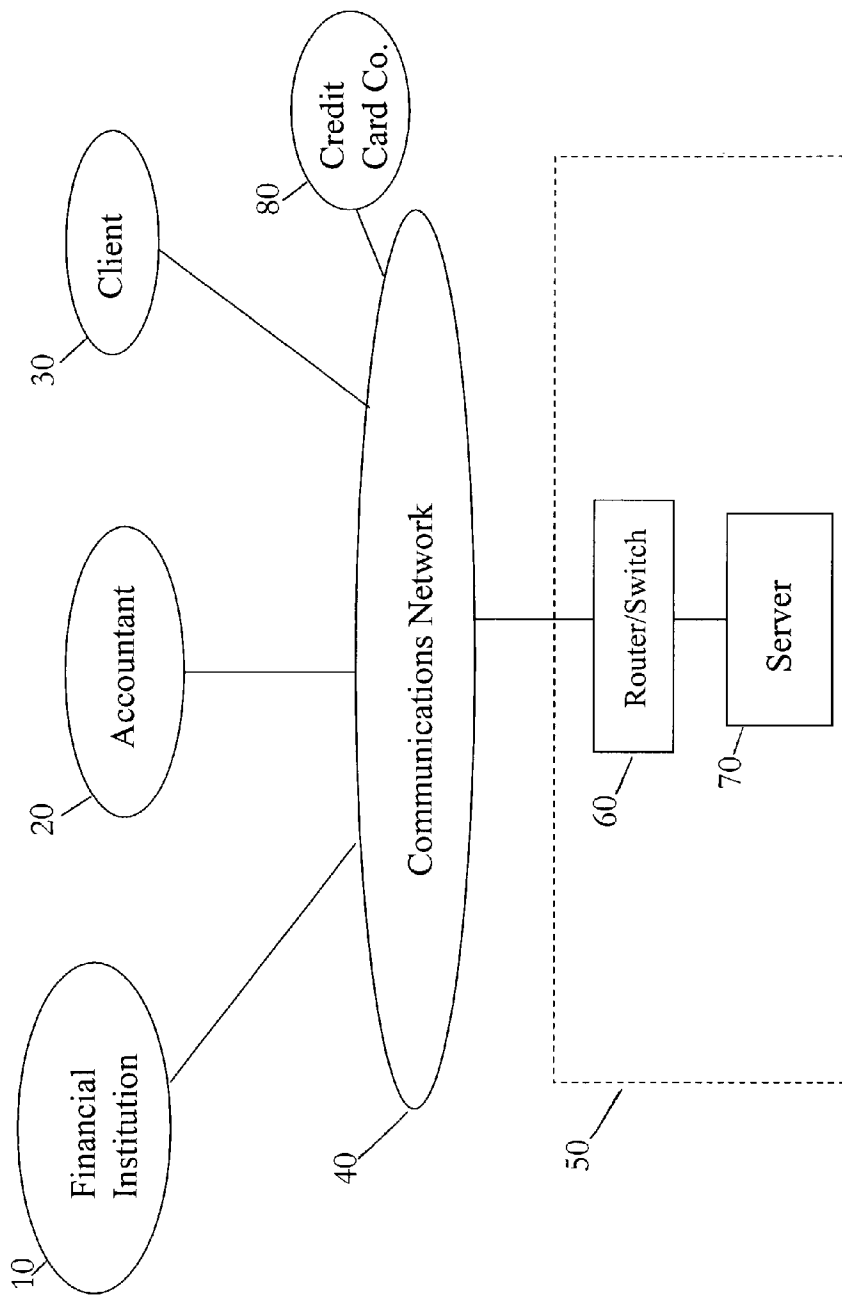 10
Financial
Institution
20
Accountant
30
Client
80
Credit
Card Co.
40
Communications Network
50
60
Router/Switch
70
Server